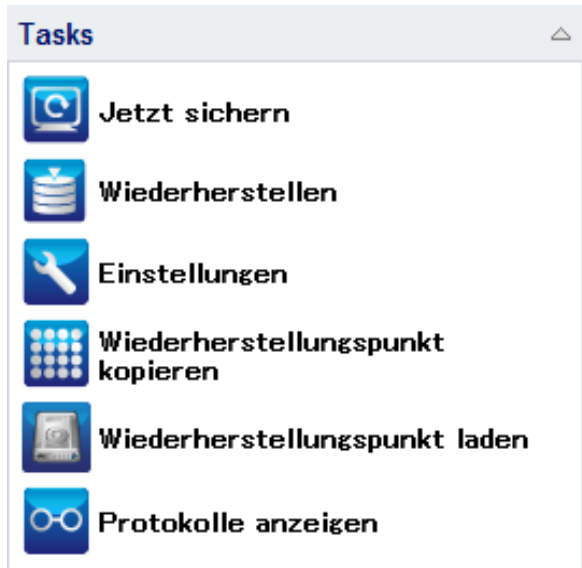 Tasks
Jetzt sichern
Wiederherstellen
Einstellungen
Wiederherstellungspunkt
kopieren
Wiederherstellungspunkt laden
Protokolle anzeigen